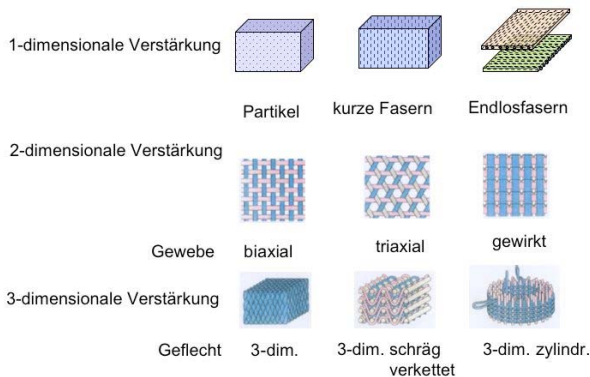 1-dimensionale Verstärkung
Partikel kurze Fasern Endlosfasern
2-dimensionale Verstärkung
Gewebe biaxial triaxial gewirkt
3-dimensionale Verstärkung
Geflecht 3-dim. 3-dim. schräg 3-dim. zylindr.
verkettet